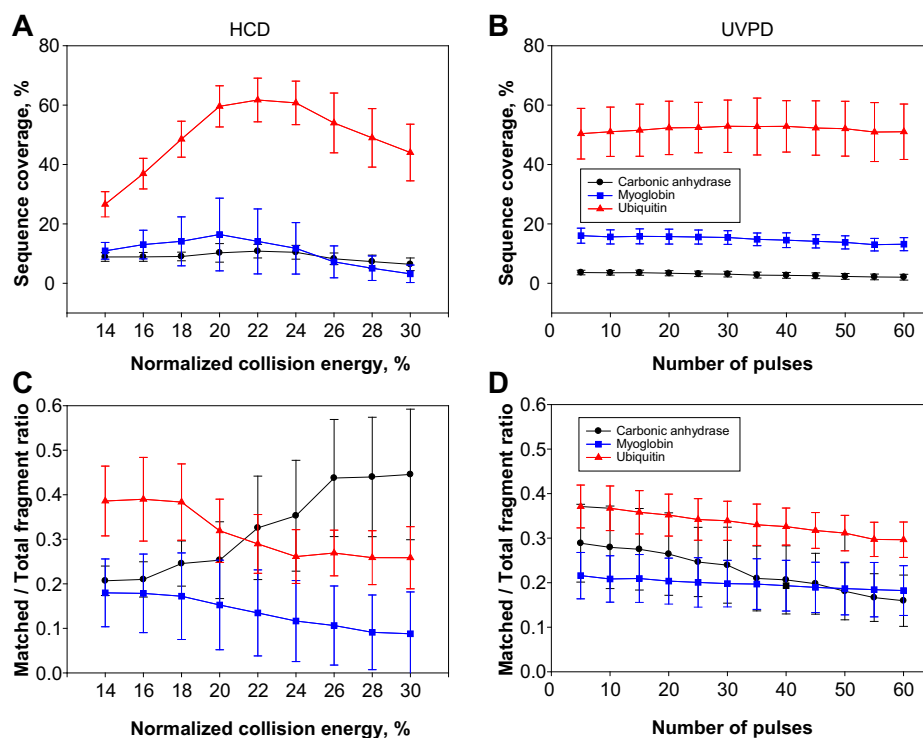 A
HCD
B
UVPD
Sequence coverage, %
80
60
40
20
0
14 16 18 20 22 24 26 28 30
Normalized collision energy, %
Sequence coverage, %
80
60
40
20
0
Carbonic anhydrase
Myoglobin
Ubiquitin
0 10 20 30 40 50 60
Number of pulses
C
Matched / Total fragment ratio
0.6
0.5
0.4
0.3
0.2
0.1
0.0
14 16 18 20 22 24 26 28 30
Normalized collision energy, %
D
Matched / Total fragment ratio
0.6
0.5
0.4
0.3
0.2
0.1
0.0
Carbonic anhydrase
Myoglobin
Ubiquitin
0 10 20 30 40 50 60
Number of pulses